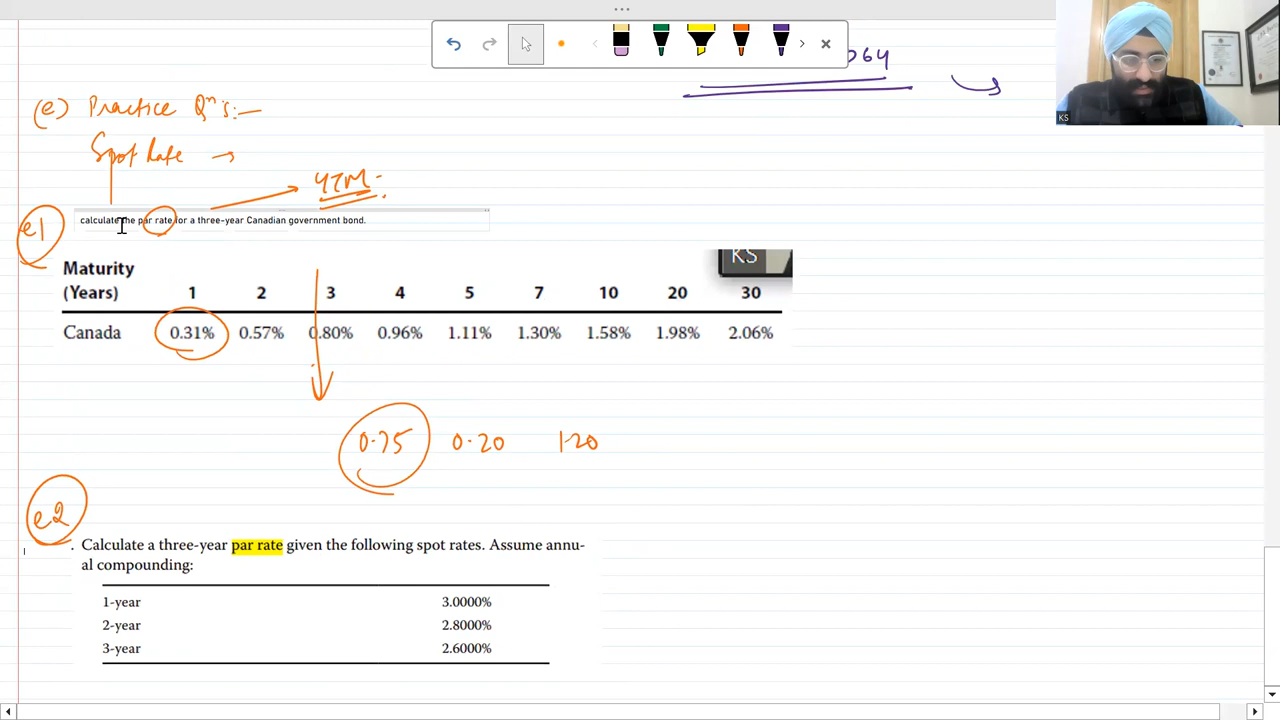 064
(e) Practice Qⁿ's:-
Spot Rate →
YTM
e1
calculate the par rate for a three-year Canadian government bond.
KS
Maturity
(Years) 1 2 3 4 5 7 10 20 30
Canada 0.31% 0.57% 0.80% 0.96% 1.11% 1.30% 1.58% 1.98% 2.06%
0.75 0.20 1.20
e2
Calculate a three-year par rate given the following spot rates. Assume annu-
al compounding:
1-year 3.0000%
2-year 2.8000%
3-year 2.6000%
KS